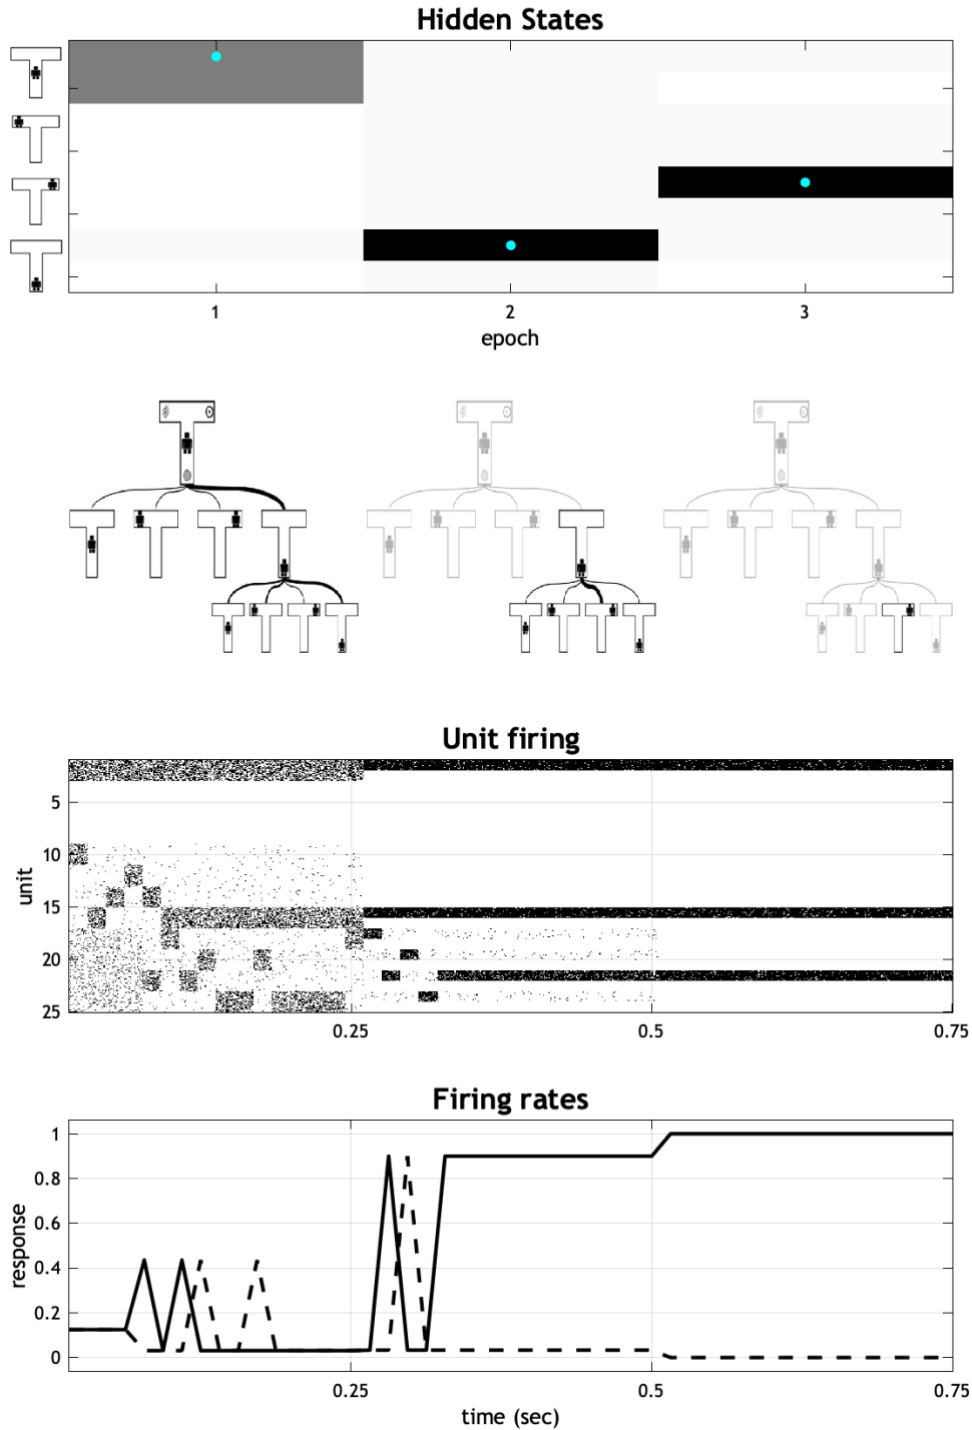 Hidden States
1 2 3
epoch
Unit firing
unit
5
10
15
20
25
0.25 0.5 0.75
Firing rates
response
1
0.8
0.6
0.4
0.2
0
0.25 0.5 0.75
time (sec)